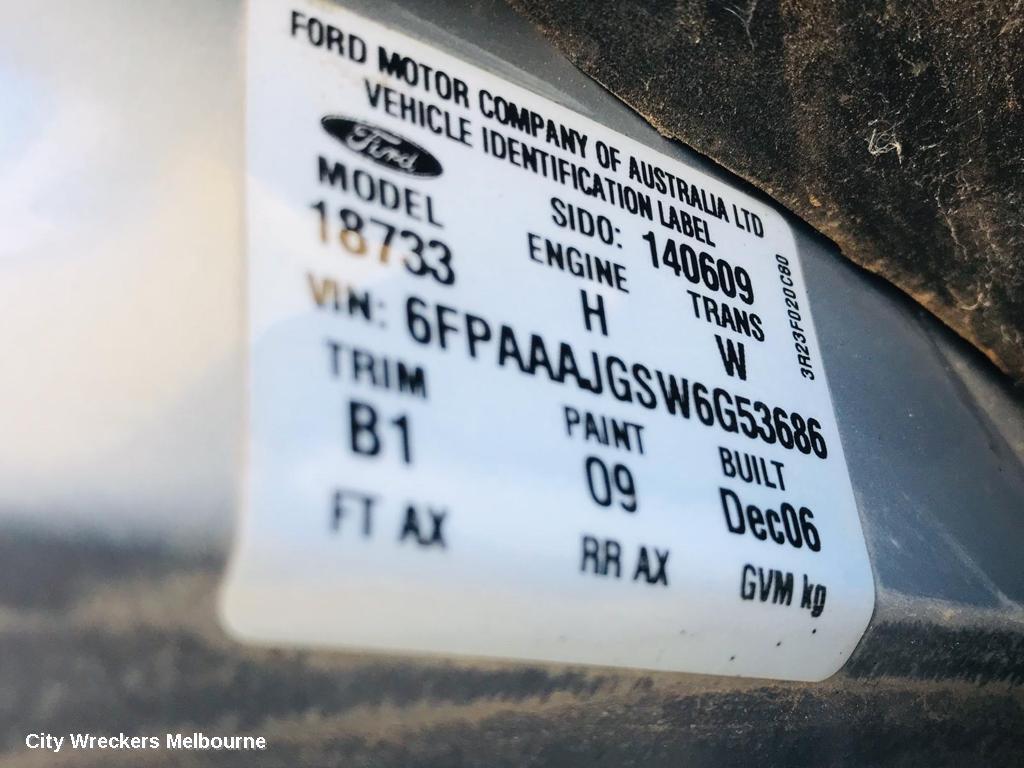 FORD MOTOR COMPANY OF AUSTRALIA LTD
VEHICLE IDENTIFICATION LABEL
Ford
SIDO: 140609
MODEL ENGINE TRANS
18733 H W
VIN: 6FPAAAJGSW6G53686
TRIM PAINT BUILT
B1 09 Dec06
FT AX RR AX GVM kg
3R23F020C80
City Wreckers Melbourne